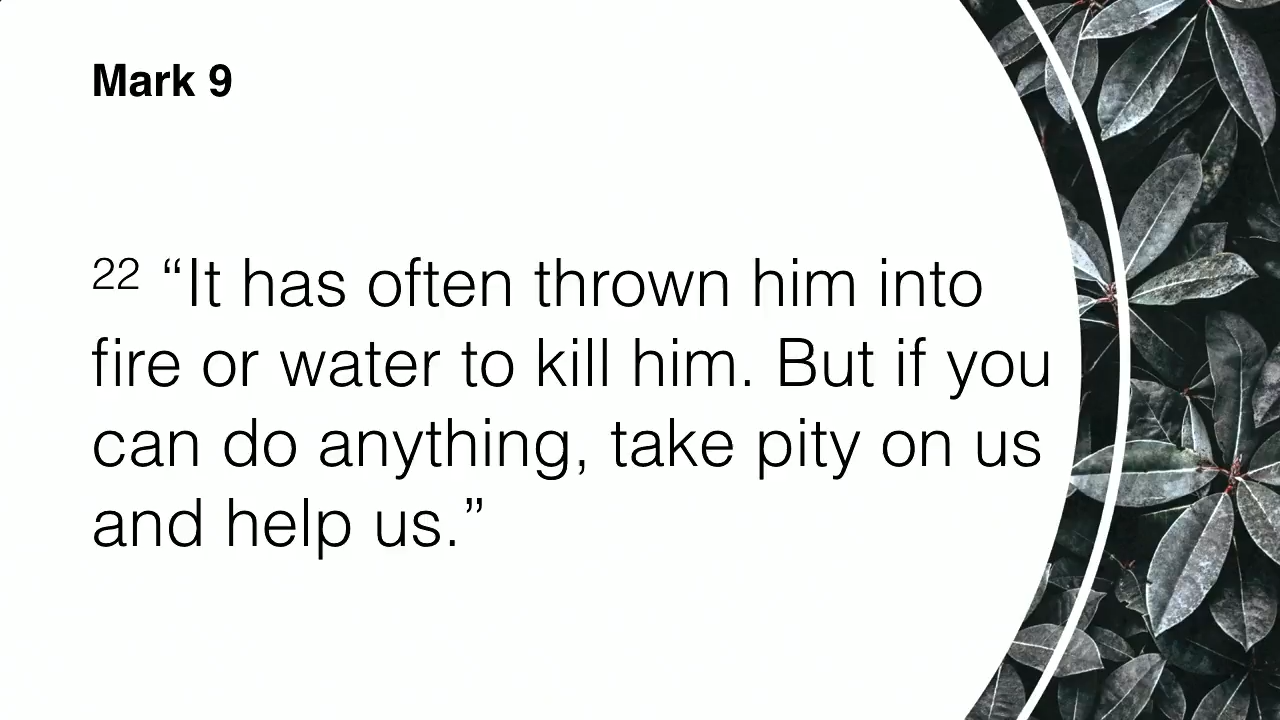 Mark 9
22 “It has often thrown him into
fire or water to kill him. But if you
can do anything, take pity on us
and help us.”